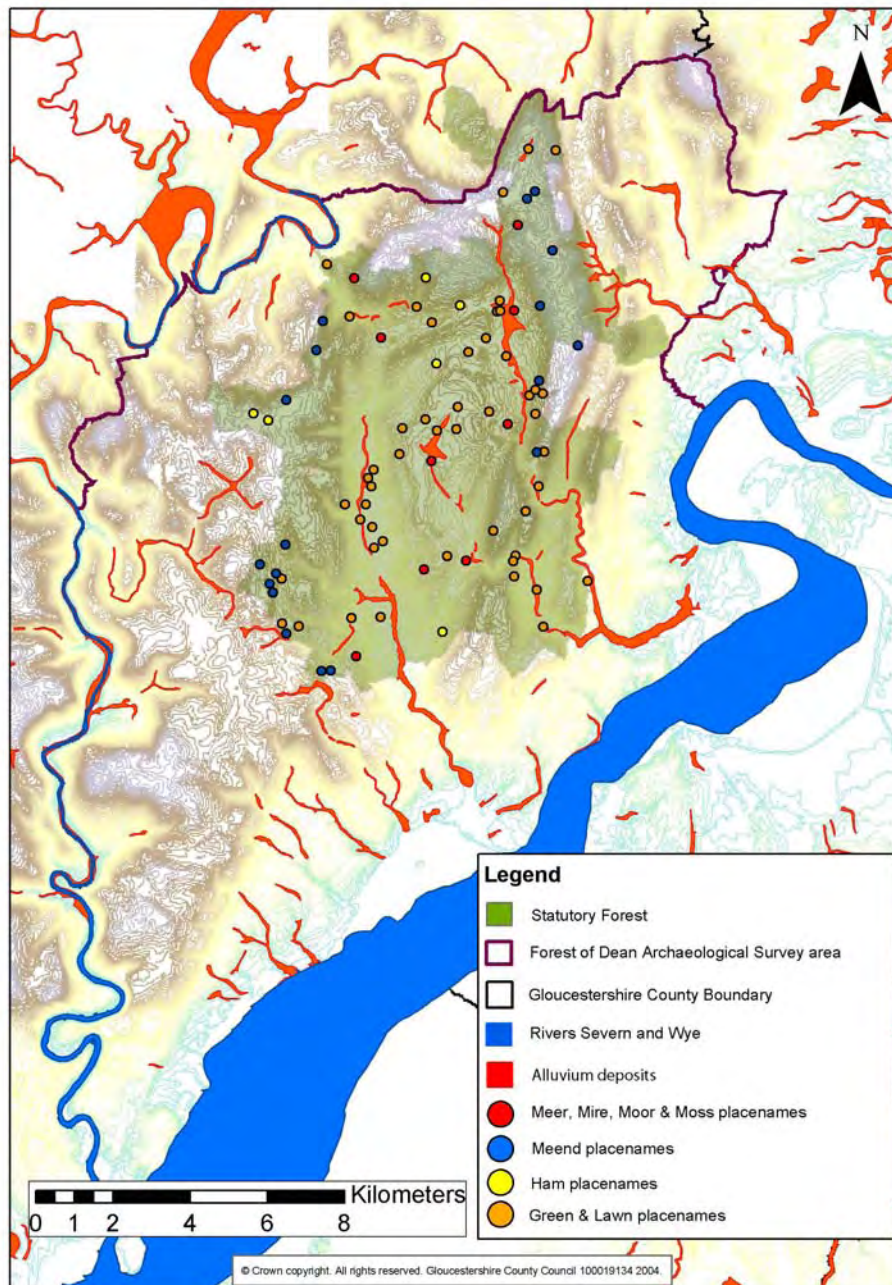 N
Legend
Statutory Forest
Forest of Dean Archaeological Survey area
Gloucestershire County Boundary
Rivers Severn and Wye
Alluvium deposits
Meer, Mire, Moor & Moss placenames
Meend placenames
Ham placenames
Green & Lawn placenames
Kilometers
0 1 2 4 6 8
© Crown copyright. All rights reserved. Gloucestershire County Council 100019134 2004.